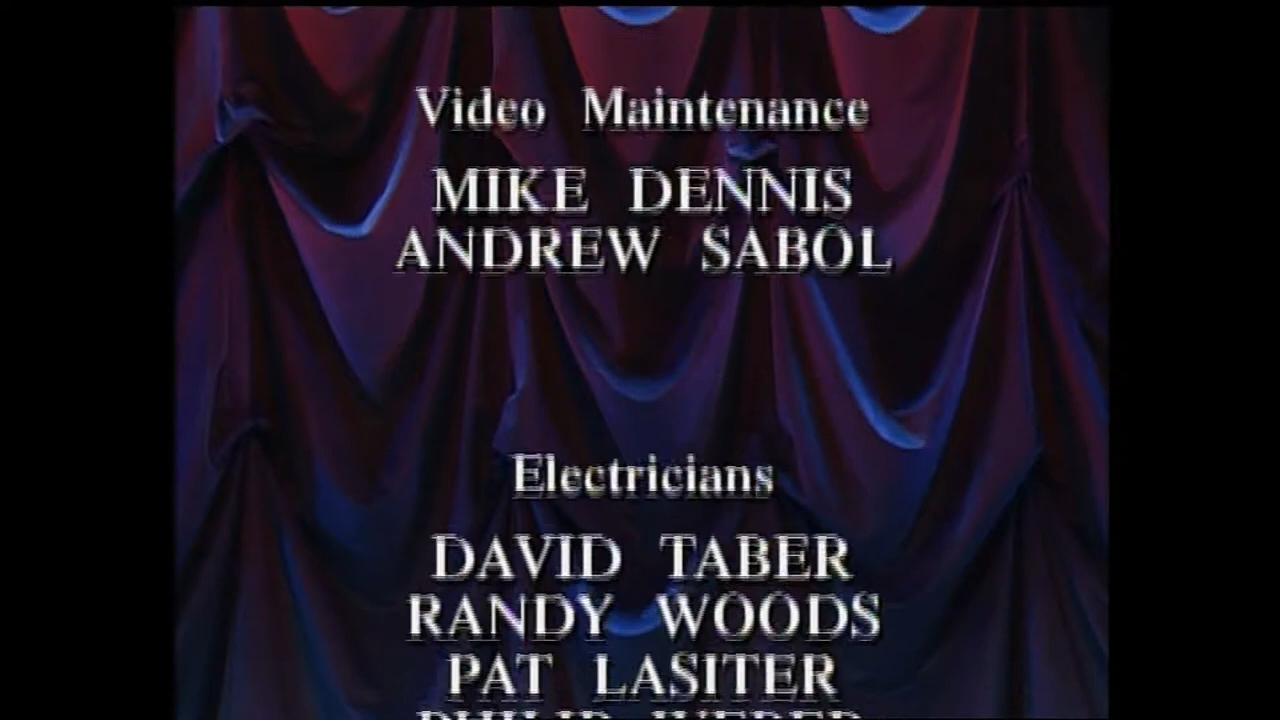 Video Maintenance
MIKE DENNIS
ANDREW SABOL
Electricians
DAVID TABER
RANDY WOODS
PAT LASITER